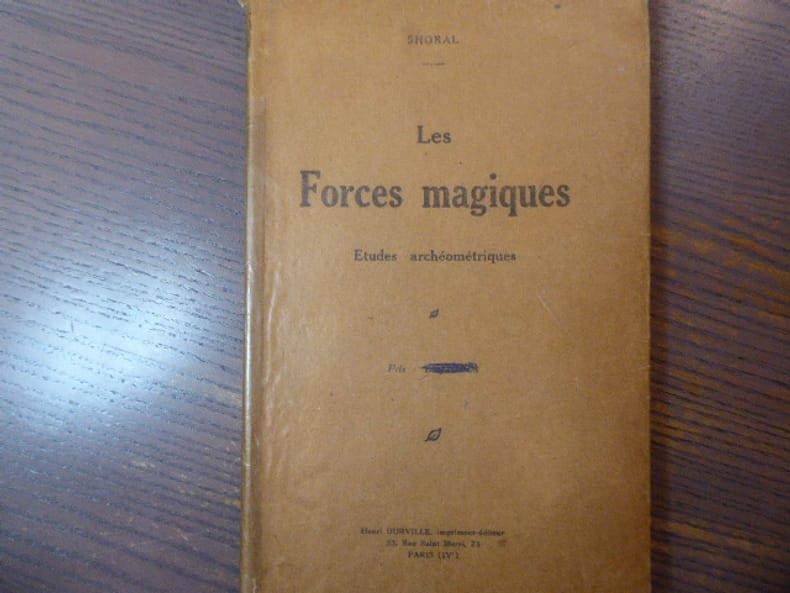 SHORAL
Les
Forces magiques
Etudes archéométriques
Prix
Henri DURVILLE, imprimeur-éditeur
23, Rue Saint-Merri, 23
PARIS (IVᵉ)